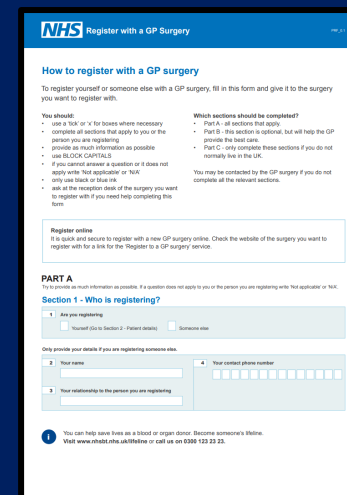 NHS Register with a GP Surgery
How to register with a GP surgery
To register yourself or someone else with a GP surgery, fill in this form and give it to the surgery
you want to register with.
You should:
• use a 'tick' or 'x' for boxes where necessary
• complete all sections that apply to you or the
person you are registering
• provide as much information as possible
• use BLOCK CAPITALS
• if you cannot answer a question or it does not
apply write 'Not applicable' or 'N/A'
• only use black or blue ink
• ask at the reception desk of the surgery you want
to register with if you need help completing this
form
Which sections should be completed?
• Part A - all sections that apply.
• Part B - this section is optional, but will help the GP
provide the best care.
• Part C - only complete these sections if you do not
normally live in the UK.
You may be contacted by the GP surgery if you do not
complete all the relevant sections.
Register online
It is quick and secure to register with a new GP surgery online. Check the website of the surgery you want to
register with for a link for the 'Register to a GP surgery' service.
PART A
Try to provide as much information as possible. If a question does not apply to you or the person you are registering write 'Not applicable' or 'N/A'.
Section 1 - Who is registering?
1 Are you registering
Yourself (Go to Section 2 - Patient details) Someone else
Only provide your details if you are registering someone else.
2 Your name
4 Your contact phone number
3 Your relationship to the person you are registering
i You can help save lives as a blood or organ donor. Become someone's lifeline.
Visit www.nhsbt.nhs.uk/lifeline or call us on 0300 123 23 23.